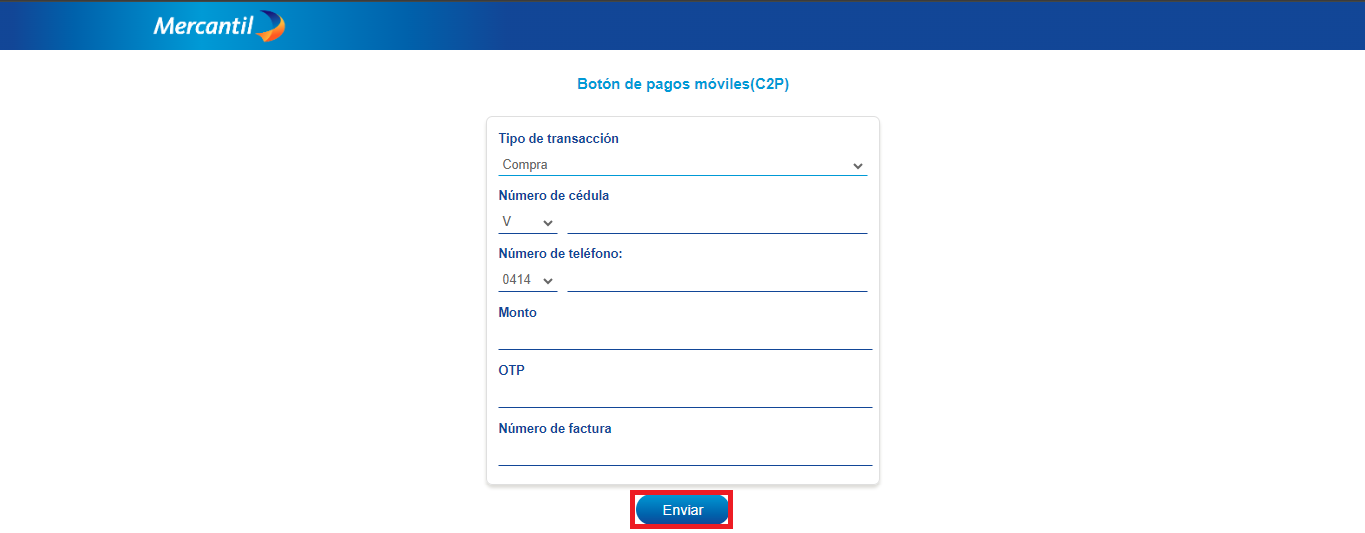 Mercantil
Botón de pagos móviles(C2P)
Tipo de transacción
Compra
Número de cédula
V
Número de teléfono:
0414
Monto
OTP
Número de factura
Enviar